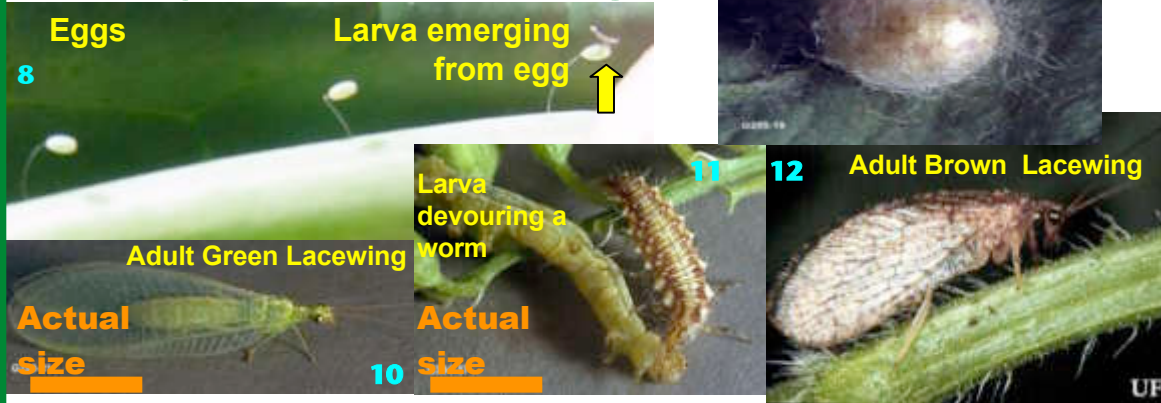 Eggs
Larva emerging
from egg
8
11
12
Adult Brown Lacewing
Larva
devouring a
worm
Adult Green Lacewing
Actual
size
10
Actual
size
UF